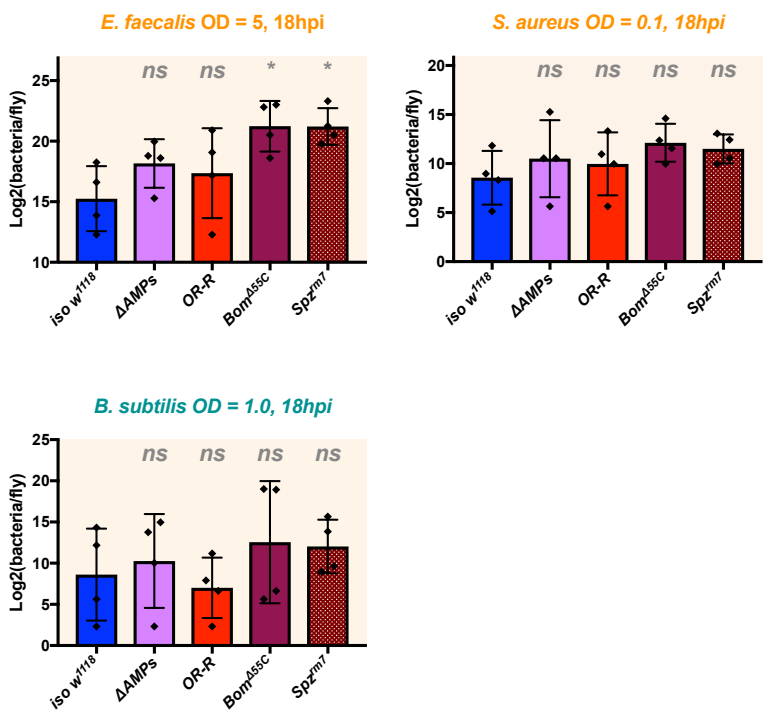 E. faecalis OD = 5, 18hpi
Log2(bacteria/fly)
25
20
15
10
ns ns * *
iso w1118 ΔAMPs OR-R BomΔ55C Spzrm7
S. aureus OD = 0.1, 18hpi
Log2(bacteria/fly)
20
15
10
5
0
ns ns ns ns
iso w1118 ΔAMPs OR-R BomΔ55C Spzrm7
B. subtilis OD = 1.0, 18hpi
Log2(bacteria/fly)
25
20
15
10
5
0
ns ns ns ns
iso w1118 ΔAMPs OR-R BomΔ55C Spzrm7